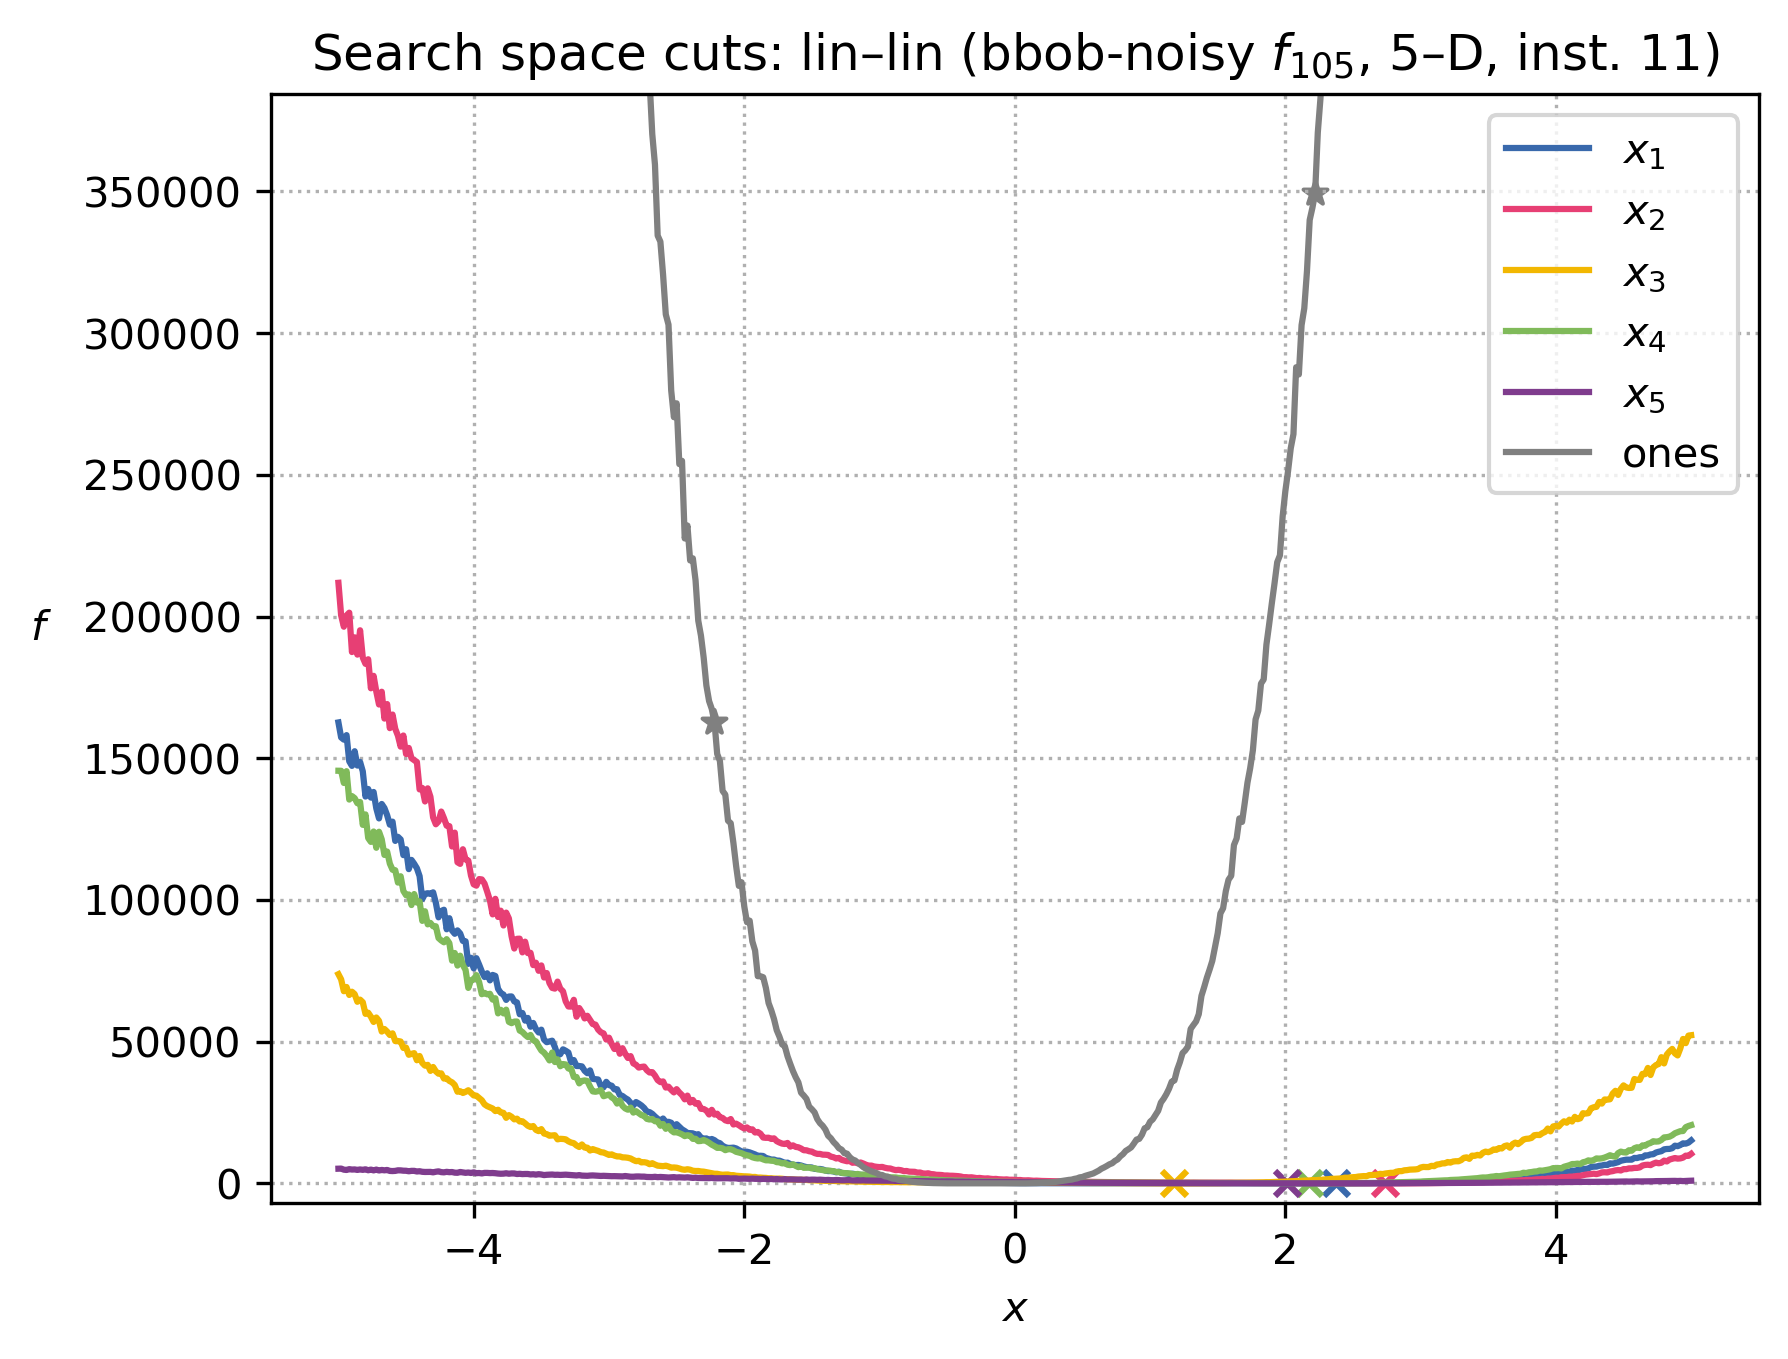 Search space cuts: lin–lin (bbob-noisy f₁₀₅, 5–D, inst. 11)
x₁
x₂
x₃
x₄
x₅
ones
350000
300000
250000
200000
150000
100000
50000
0
f
−4
−2
0
2
4
x